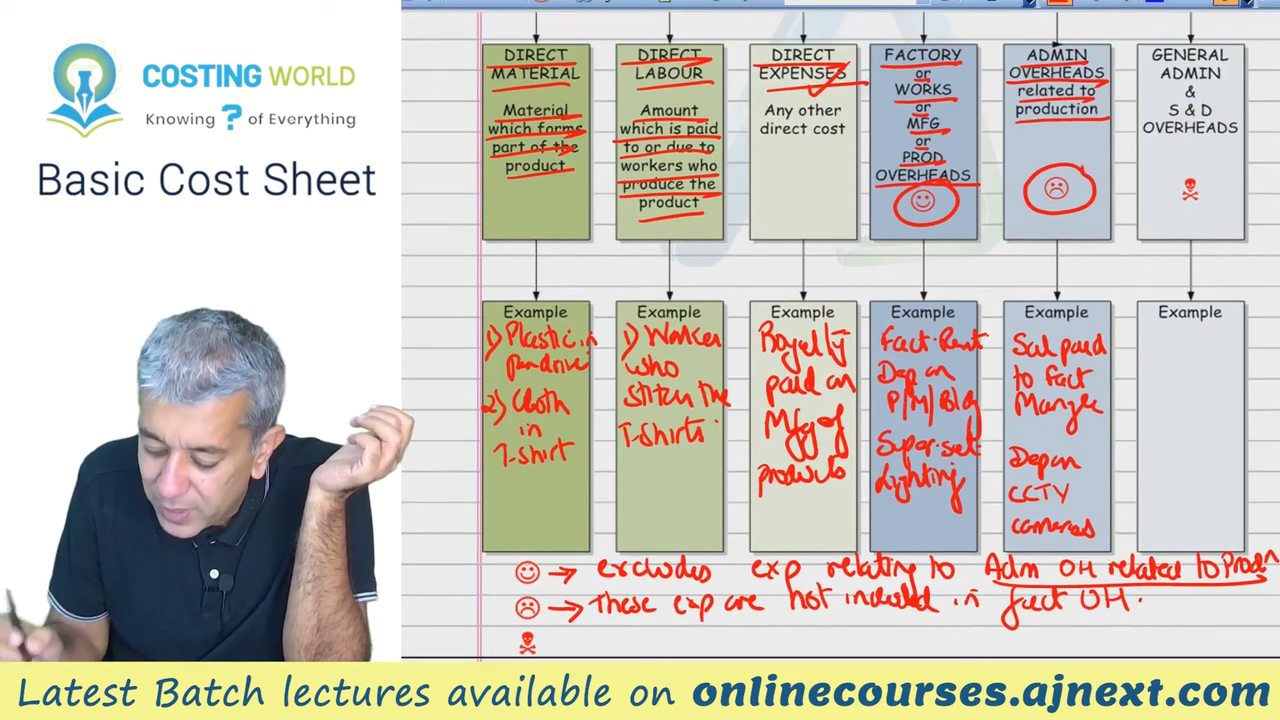 COSTING WORLD
Knowing ? of Everything
Basic Cost Sheet
DIRECT
MATERIAL
Material
which forms
part of the
product
DIRECT
LABOUR
Amount
which is paid
to or due to
workers who
produce the
product
DIRECT
EXPENSES
Any other
direct cost
FACTORY
or
WORKS
or
MFG
or
PROD
OVERHEADS
ADMIN
OVERHEADS
related to
production
GENERAL
ADMIN
&
S & D
OVERHEADS
Example
1) Plastic in
pendrive
2) Cloth
in
T-shirt
Example
1) Worker
who
stitch the
T-shirts
Example
Royalty
paid on
Mfg of
products
Example
Fact. Rent
Dep on
P/M/Bldg
Super. sal
Lighting
Example
Sal paid
to fact
Dep on
CCTV
cameras
Example
→ excludes exp relating to Adm OH related to Prodn
→ These exp are not included in fact OH.
Latest Batch lectures available on onlinecourses.ajnext.com